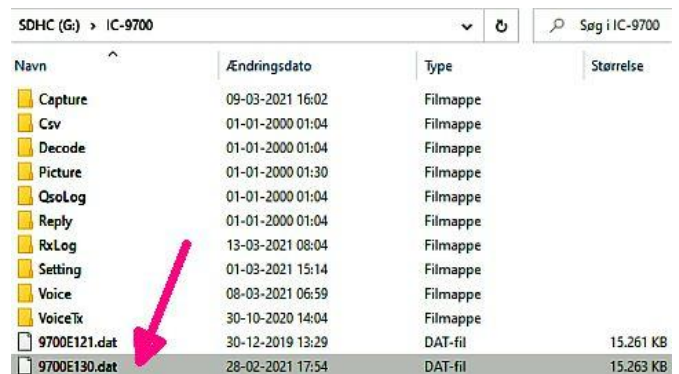 SDHC (G:) › IC-9700 Søg i IC-9700
Navn Ændringsdato Type Størrelse
Capture 09-03-2021 16:02 Filmappe
Csv 01-01-2000 01:04 Filmappe
Decode 01-01-2000 01:04 Filmappe
Picture 01-01-2000 01:30 Filmappe
QsoLog 01-01-2000 01:04 Filmappe
Reply 01-01-2000 01:04 Filmappe
RxLog 13-03-2021 08:04 Filmappe
Setting 01-03-2021 15:14 Filmappe
Voice 08-03-2021 06:59 Filmappe
VoiceTx 30-10-2020 14:04 Filmappe
9700E121.dat 30-12-2019 13:29 DAT-fil 15.261 KB
9700E130.dat 28-02-2021 17:54 DAT-fil 15.263 KB